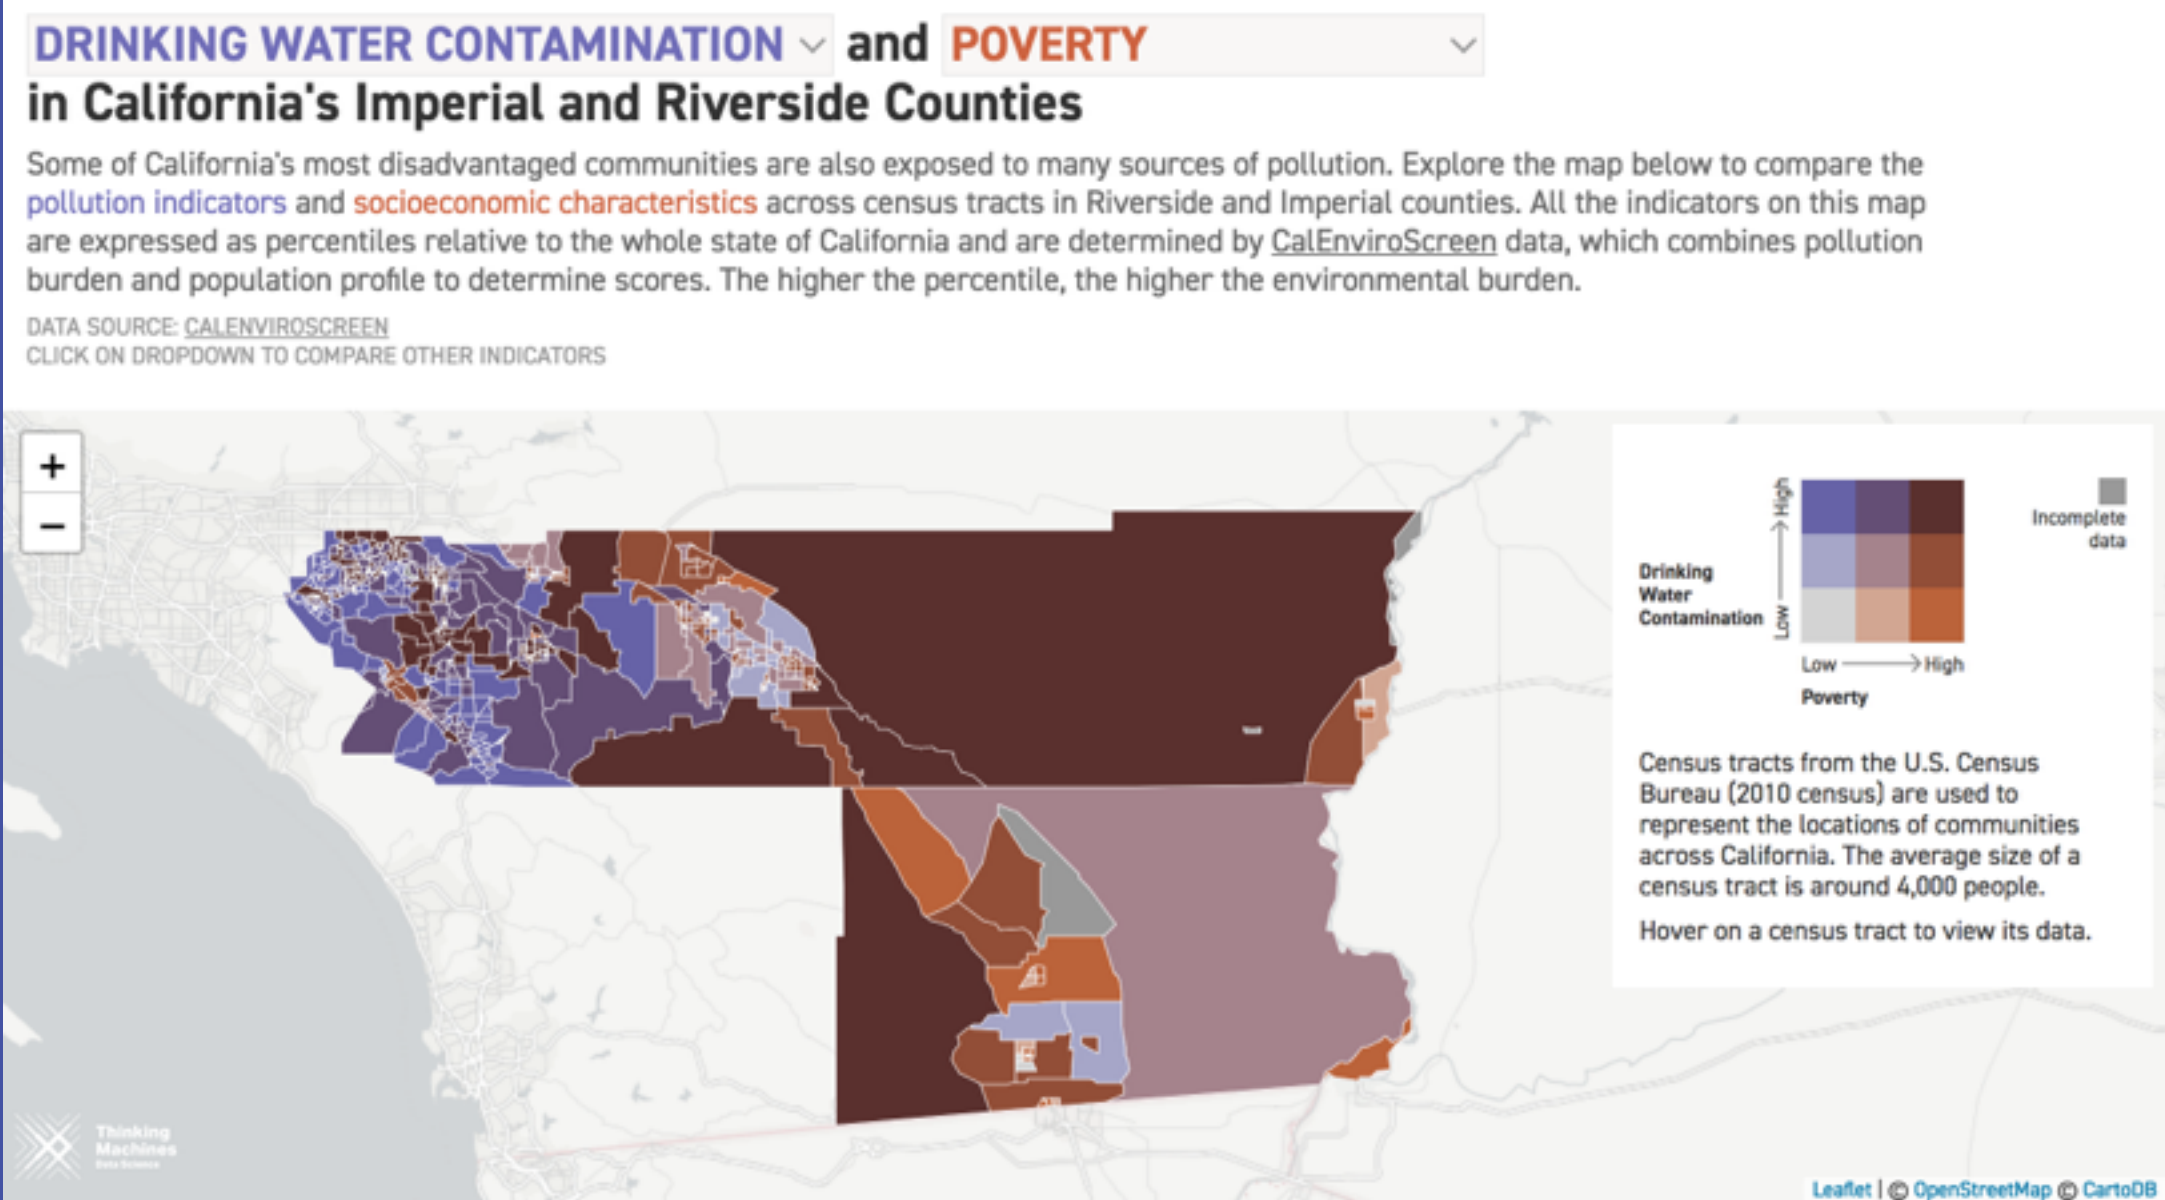 DRINKING WATER CONTAMINATION and POVERTY
in California's Imperial and Riverside Counties
Some of California's most disadvantaged communities are also exposed to many sources of pollution. Explore the map below to compare the
pollution indicators and socioeconomic characteristics across census tracts in Riverside and Imperial counties. All the indicators on this map
are expressed as percentiles relative to the whole state of California and are determined by CalEnviroScreen data, which combines pollution
burden and population profile to determine scores. The higher the percentile, the higher the environmental burden.
DATA SOURCE: CALENVIROSCREEN
CLICK ON DROPDOWN TO COMPARE OTHER INDICATORS
+
−
High
Low
Drinking
Water
Contamination
Low
High
Poverty
Incomplete
data
Census tracts from the U.S. Census
Bureau (2010 census) are used to
represent the locations of communities
across California. The average size of a
census tract is around 4,000 people.
Hover on a census tract to view its data.
Thinking
Machines
Data Science
Leaflet | © OpenStreetMap © CartoDB